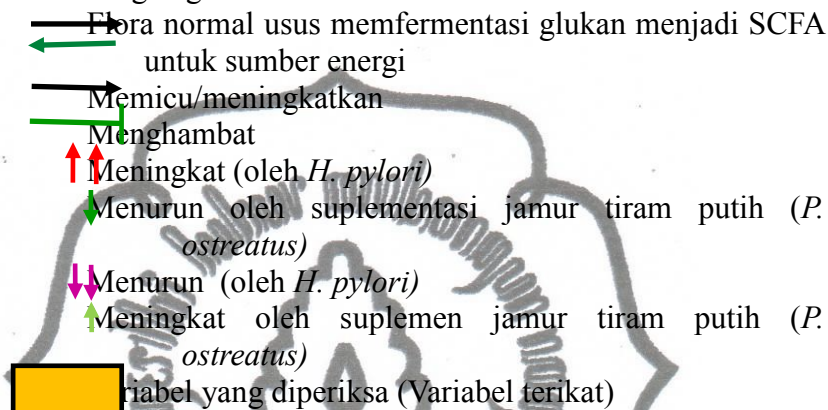 Flora normal usus memfermentasi glukan menjadi SCFA
untuk sumber energi
Memicu/meningkatkan
Menghambat
Meningkat (oleh H. pylori)
Menurun oleh suplementasi jamur tiram putih (P.
ostreatus)
Menurun (oleh H. pylori)
Meningkat oleh suplemen jamur tiram putih (P.
ostreatus)
riabel yang diperiksa (Variabel terikat)